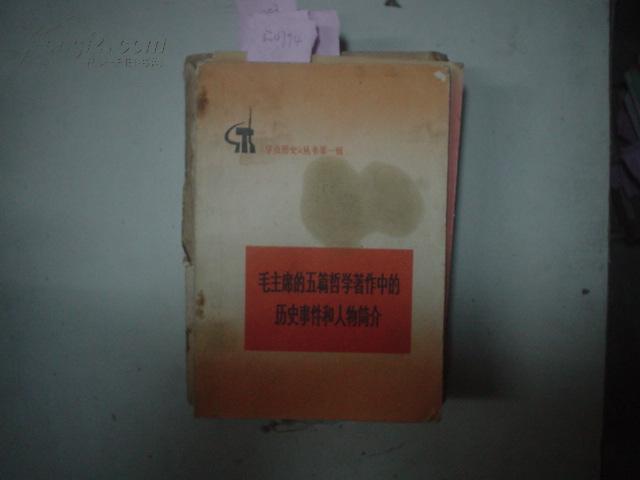 学点历史丛书第一辑
毛主席的五篇哲学著作中的
历史事件和人物简介